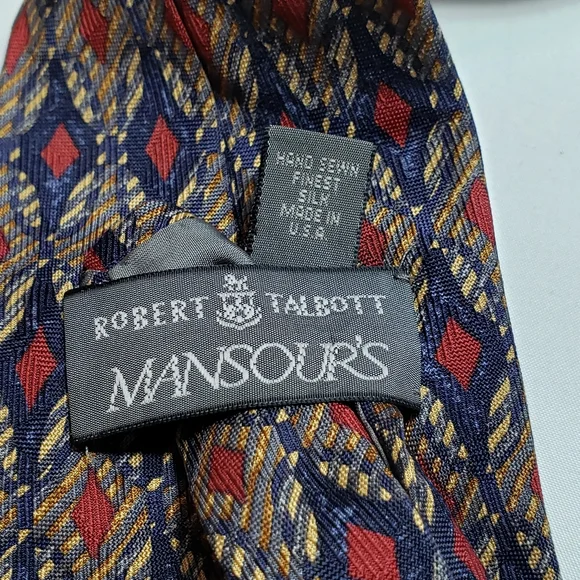 HAND SEWN
FINEST
SILK
MADE IN
U.S.A.
ROBERT TALBOTT
MANSOUR'S